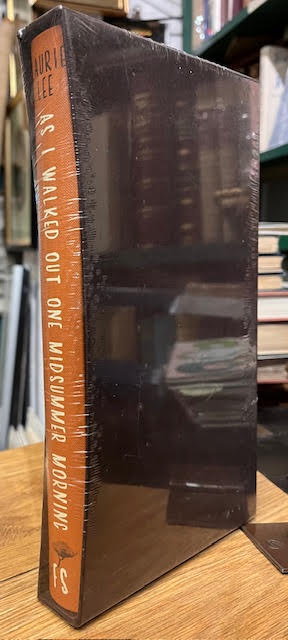 LAURIE
LEE
AS I WALKED OUT ONE MIDSUMMER MORNING